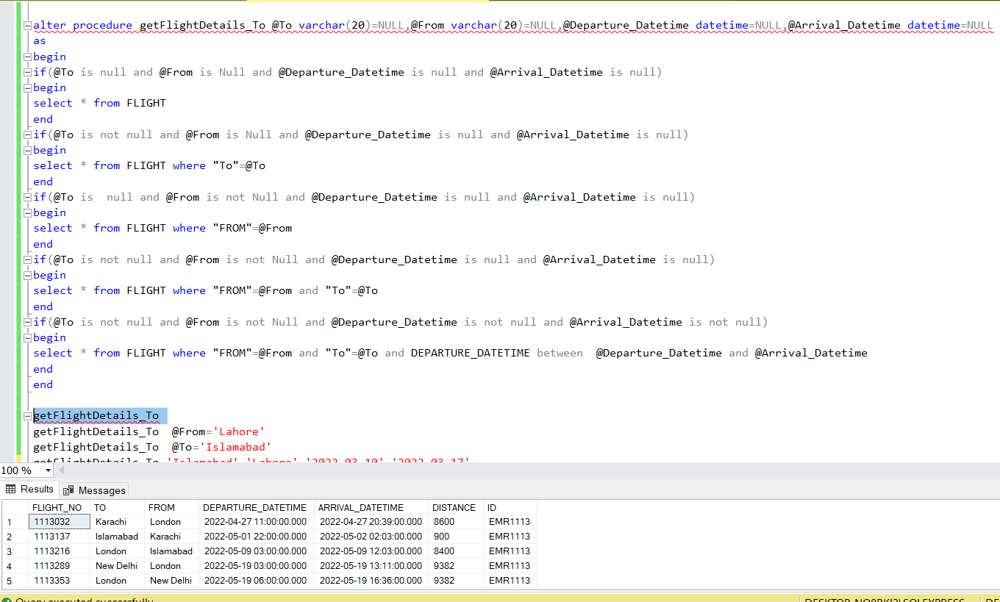 alter procedure getFlightDetails_To @To varchar(20)=NULL,@From varchar(20)=NULL,@Departure_Datetime datetime=NULL,@Arrival_Datetime datetime=NULL
as
begin
if(@To is null and @From is Null and @Departure_Datetime is null and @Arrival_Datetime is null)
begin
select * from FLIGHT
end
if(@To is not null and @From is Null and @Departure_Datetime is null and @Arrival_Datetime is null)
begin
select * from FLIGHT where "To"=@To
end
if(@To is  null and @From is not Null and @Departure_Datetime is null and @Arrival_Datetime is null)
begin
select * from FLIGHT where "FROM"=@From
end
if(@To is not null and @From is not Null and @Departure_Datetime is null and @Arrival_Datetime is null)
begin
select * from FLIGHT where "FROM"=@From and "To"=@To
end
if(@To is not null and @From is not Null and @Departure_Datetime is not null and @Arrival_Datetime is not null)
begin
select * from FLIGHT where "FROM"=@From and "To"=@To and DEPARTURE_DATETIME between  @Departure_Datetime and @Arrival_Datetime
end
end
getFlightDetails_To
getFlightDetails_To  @From='Lahore'
getFlightDetails_To  @To='Islamabad'
getFlightDetails_To 'Islamabad','Lahore','2022-03-10','2022-03-17'
100 %
Results Messages
FLIGHT_NO TO FROM DEPARTURE_DATETIME ARRIVAL_DATETIME DISTANCE ID
1 1113032 Karachi London 2022-04-27 11:00:00.000 2022-04-27 20:39:00.000 8600 EMR1113
2 1113137 Islamabad Karachi 2022-05-01 22:00:00.000 2022-05-02 02:03:00.000 900 EMR1113
3 1113216 London Islamabad 2022-05-09 03:00:00.000 2022-05-09 12:03:00.000 8400 EMR1113
4 1113289 New Delhi London 2022-05-19 03:00:00.000 2022-05-19 13:11:00.000 9382 EMR1113
5 1113353 London New Delhi 2022-05-19 06:00:00.000 2022-05-19 16:36:00.000 9382 EMR1113
Query executed successfully